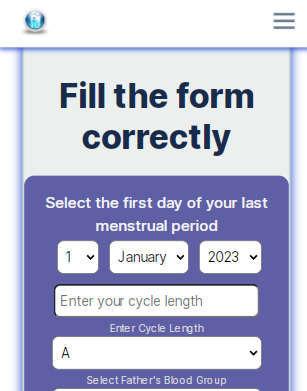 Fill the form
correctly
Select the first day of your last
menstrual period
1 January 2023
Enter your cycle length
Enter Cycle Length
A
Select Father's Blood Group